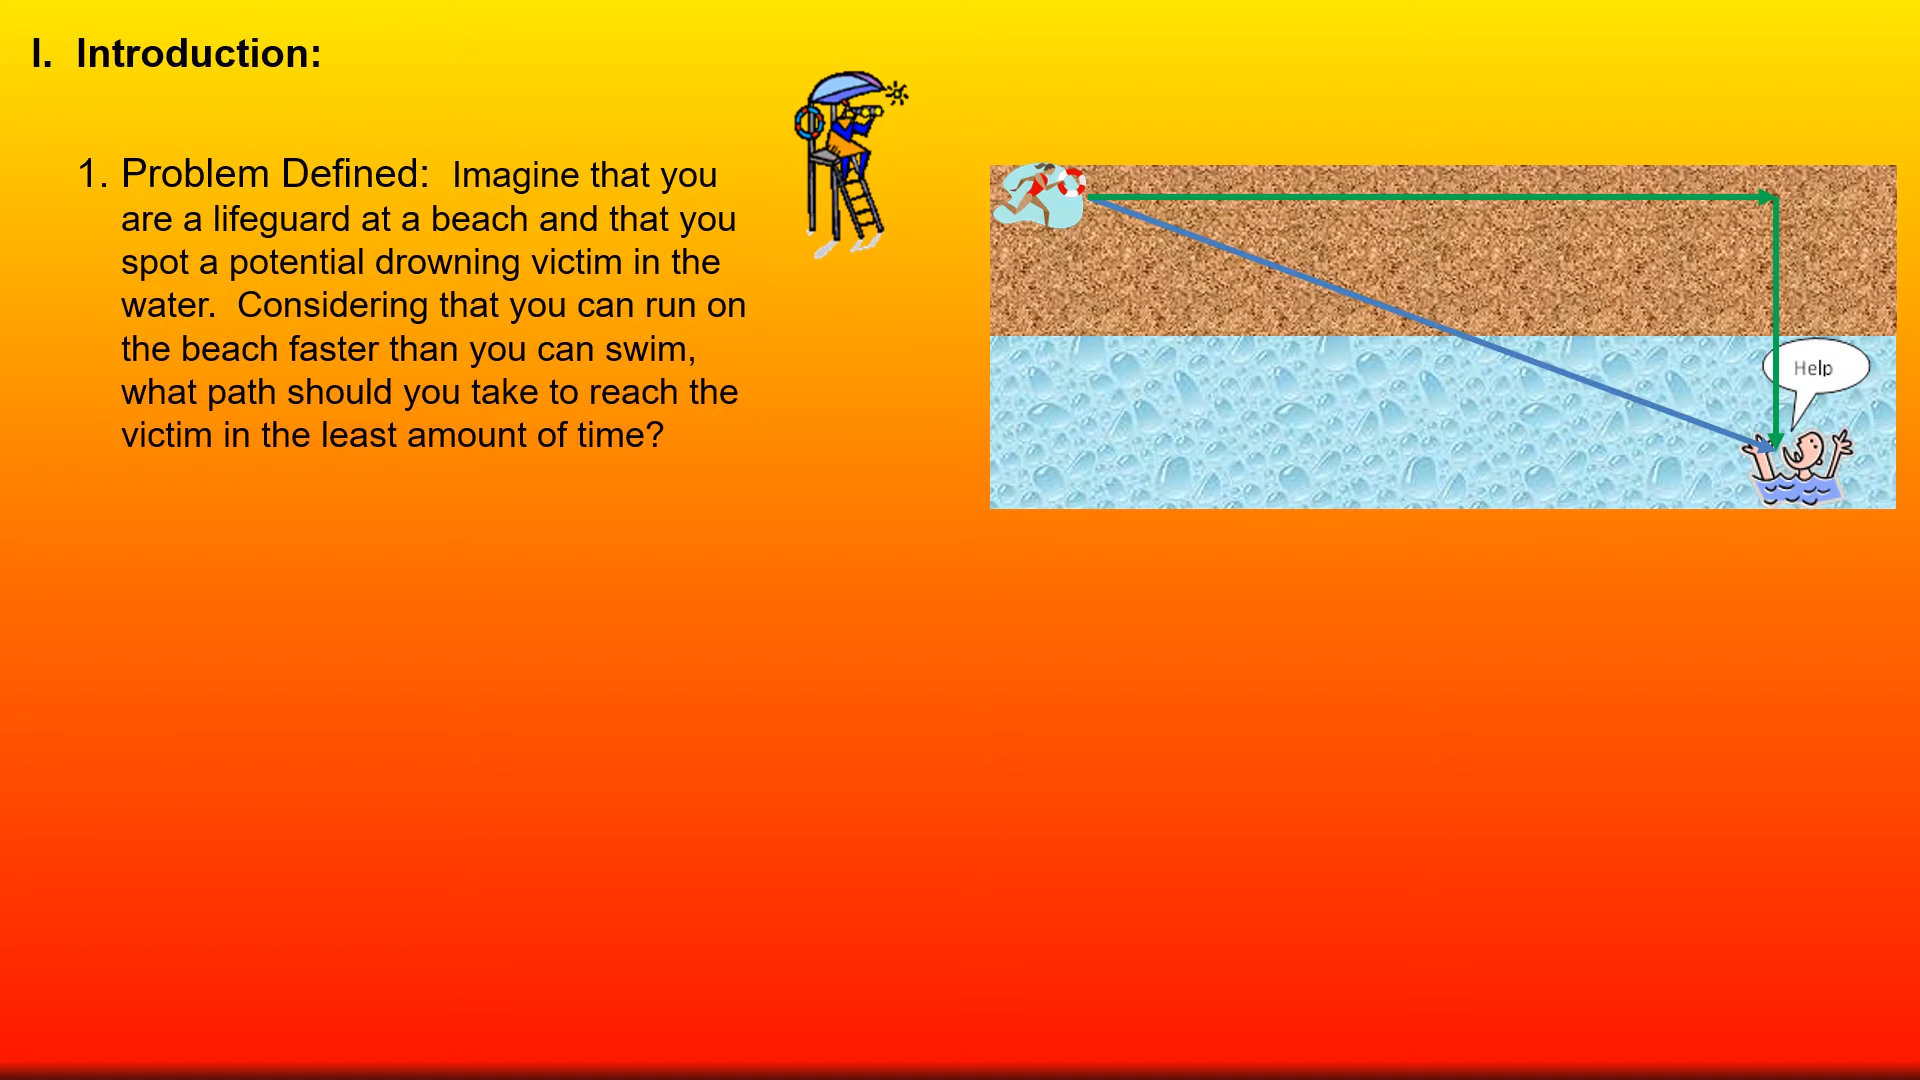 I. Introduction:
1. Problem Defined: Imagine that you
are a lifeguard at a beach and that you
spot a potential drowning victim in the
water. Considering that you can run on
the beach faster than you can swim,
what path should you take to reach the
victim in the least amount of time?
Help